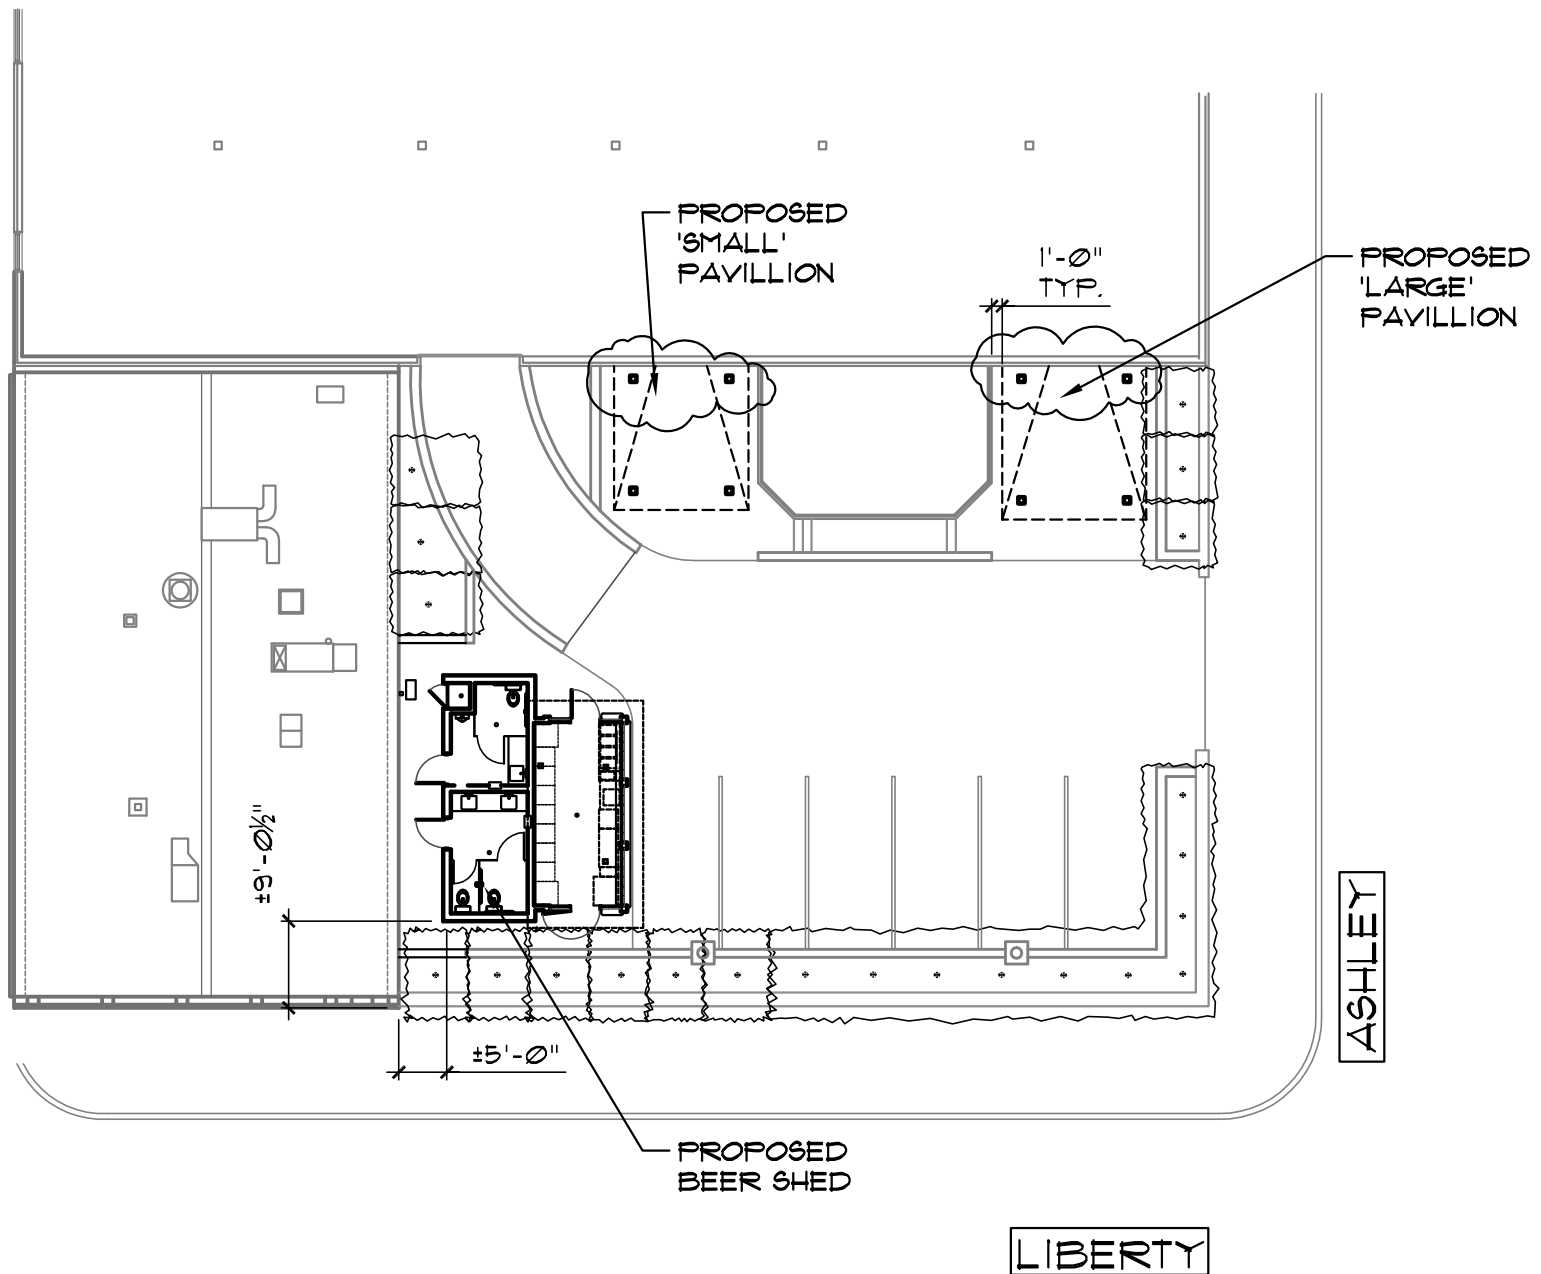 PROPOSED
'SMALL'
PAVILLION
1'-0"
TYP.
PROPOSED
'LARGE'
PAVILLION
±9'-0½"
±5'-0"
ASHLEY
PROPOSED
BEER SHED
LIBERTY